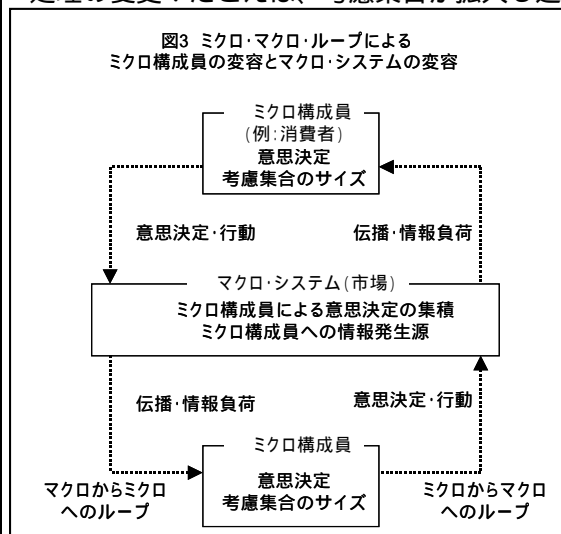 図3 ミクロ・マクロ・ループによる
ミクロ構成員の変容とマクロ・システムの変容
ミクロ構成員
(例:消費者)
意思決定
考慮集合のサイズ
意思決定・行動
伝播・情報負荷
マクロ・システム(市場)
ミクロ構成員による意思決定の集積
ミクロ構成員への情報発生源
伝播・情報負荷
意思決定・行動
ミクロ構成員
意思決定
考慮集合のサイズ
マクロからミクロ
へのループ
ミクロからマクロ
へのループ